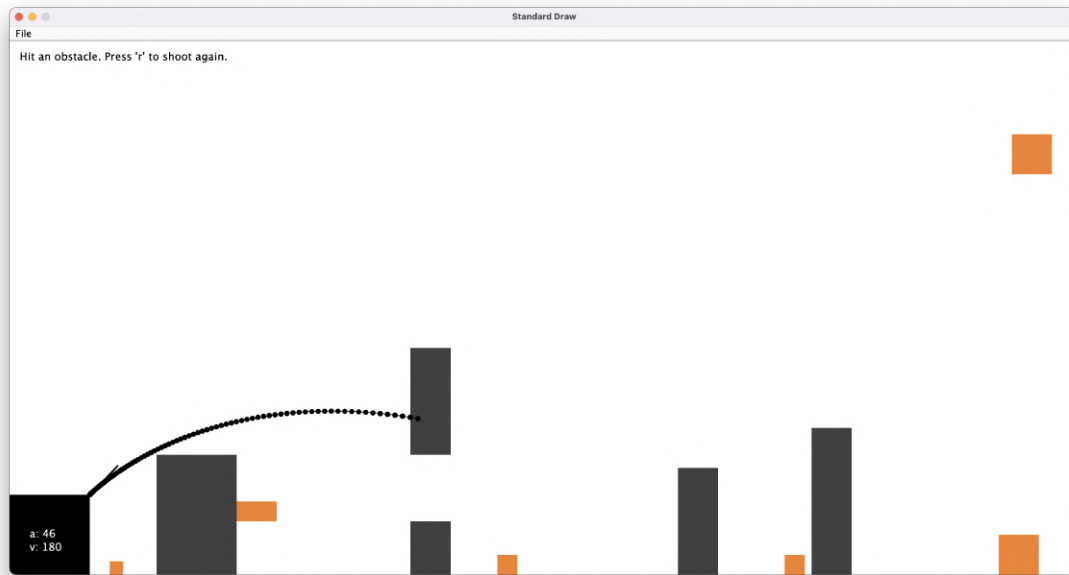 Standard Draw
File
Hit an obstacle. Press 'r' to shoot again.
a: 46
v: 180